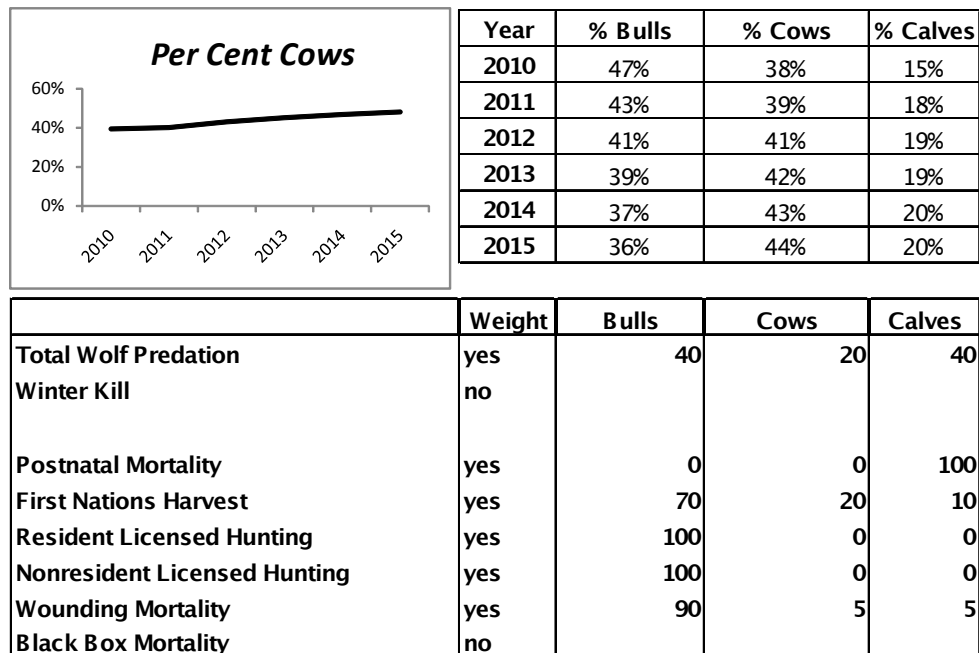 Per Cent Cows
60%
40%
20%
0%
2010 2011 2012 2013 2014 2015
Year % Bulls % Cows % Calves
2010 47% 38% 15%
2011 43% 39% 18%
2012 41% 41% 19%
2013 39% 42% 19%
2014 37% 43% 20%
2015 36% 44% 20%
Weight Bulls Cows Calves
Total Wolf Predation yes 40 20 40
Winter Kill no
Postnatal Mortality yes 0 0 100
First Nations Harvest yes 70 20 10
Resident Licensed Hunting yes 100 0 0
Nonresident Licensed Hunting yes 100 0 0
Wounding Mortality yes 90 5 5
Black Box Mortality no